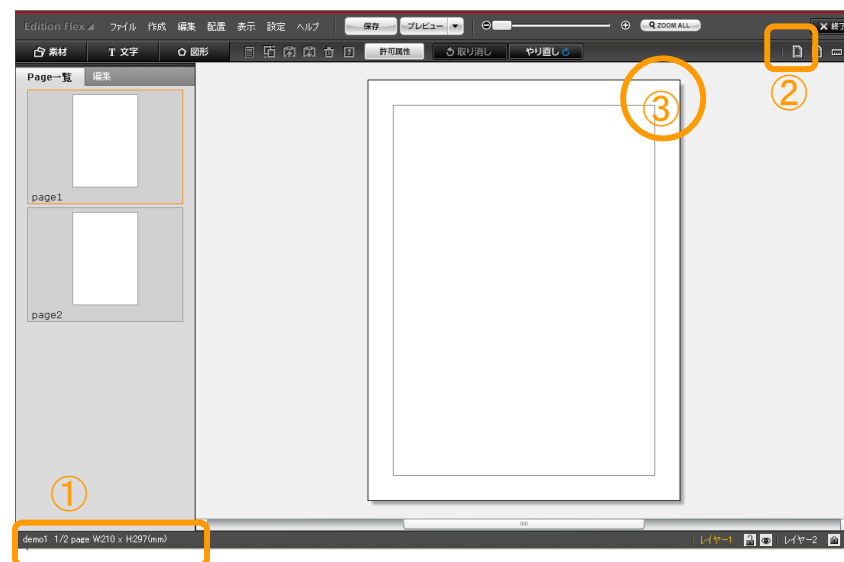 Edition Flex ファイル 作成 編集 配置 表示 設定 ヘルプ 保存 プレビュー ZOOM ALL × 終了
素材 T 文字 図形 許可属性 取り消し やり直し
Page一覧 編集
②
③
page1
page2
①
demo1 1/2 page W:210 x H:297(mm) レイヤー1 レイヤー2